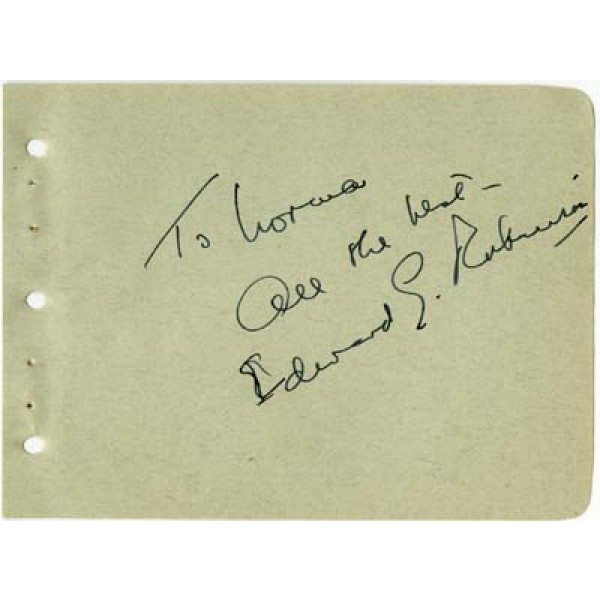 To Norma
All the best-
Edward G. Robinson